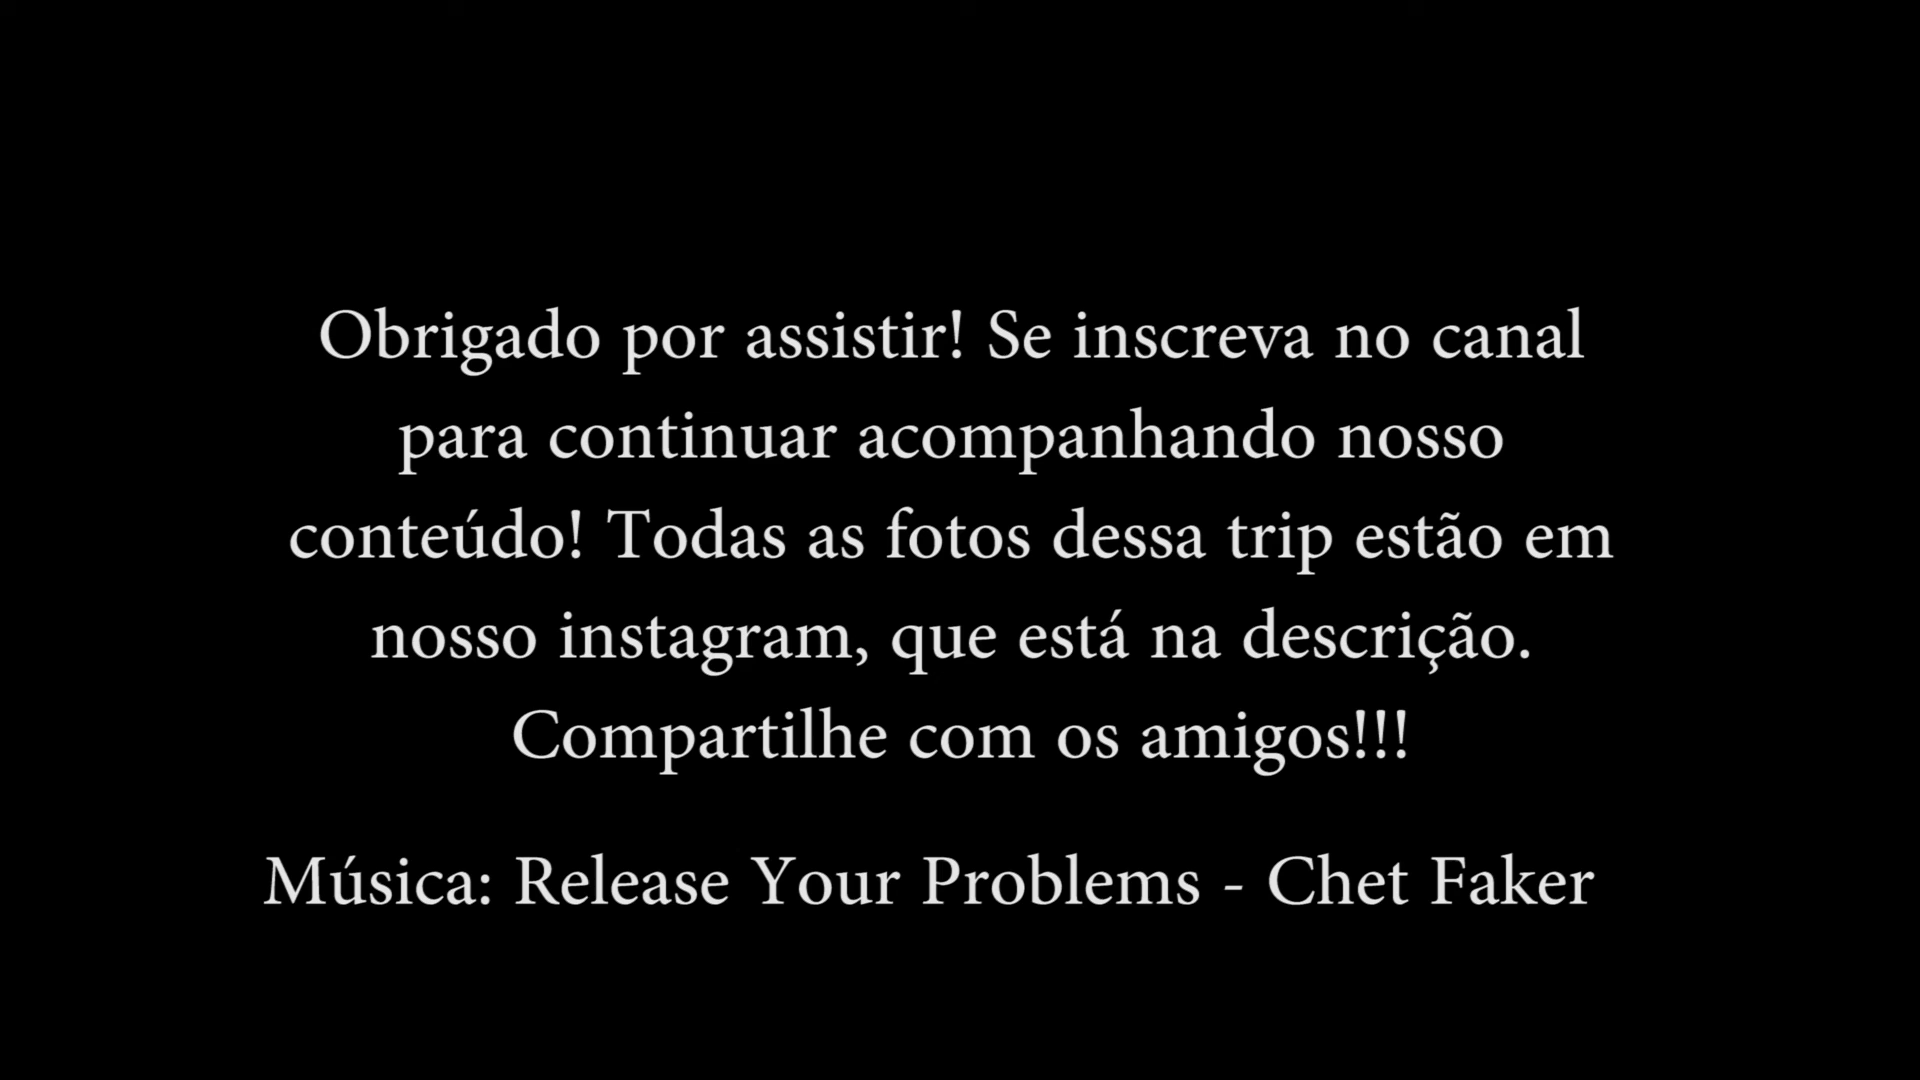 Obrigado por assistir! Se inscreva no canal
para continuar acompanhando nosso
conteúdo! Todas as fotos dessa trip estão em
nosso instagram, que está na descrição.
Compartilhe com os amigos!!!
Música: Release Your Problems - Chet Faker